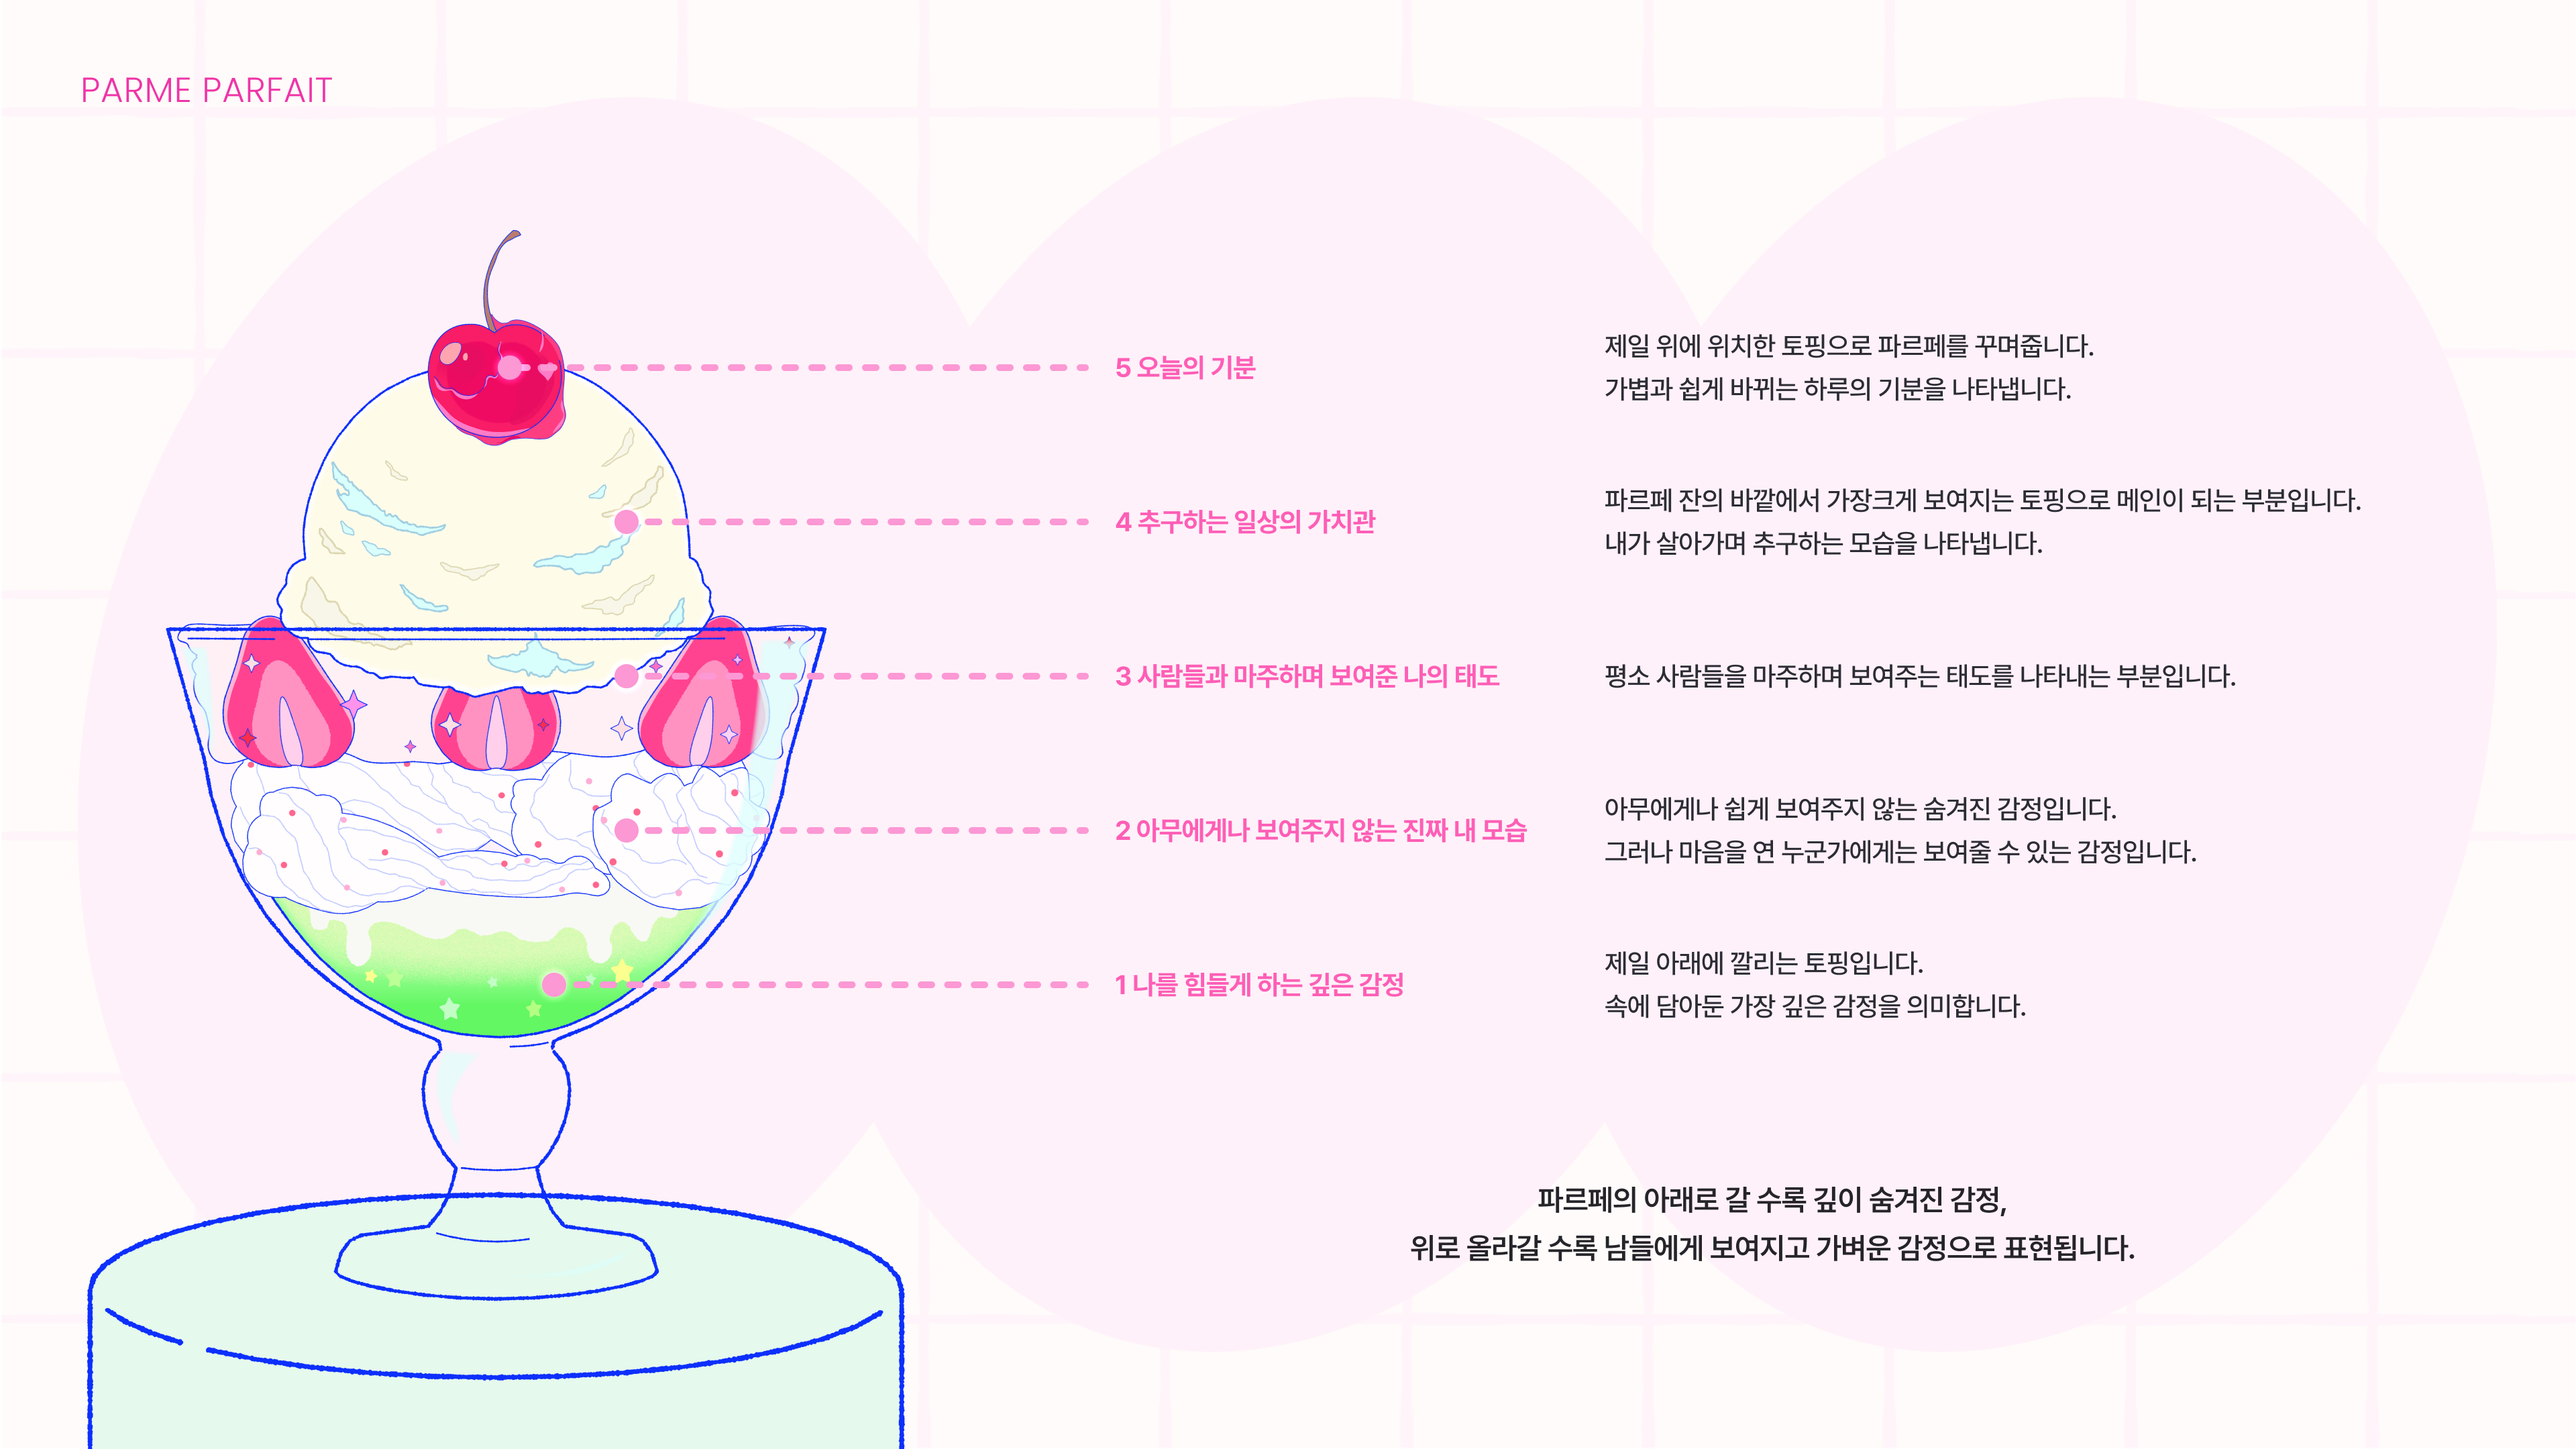 PARME PARFAIT
5 오늘의 기분
제일 위에 위치한 토핑으로 파르페를 꾸며줍니다.
가볍과 쉽게 바뀌는 하루의 기분을 나타냅니다.
4 추구하는 일상의 가치관
파르페 잔의 바깥에서 가장크게 보여지는 토핑으로 메인이 되는 부분입니다.
내가 살아가며 추구하는 모습을 나타냅니다.
3 사람들과 마주하며 보여준 나의 태도
평소 사람들을 마주하며 보여주는 태도를 나타내는 부분입니다.
2 아무에게나 보여주지 않는 진짜 내 모습
아무에게나 쉽게 보여주지 않는 숨겨진 감정입니다.
그러나 마음을 연 누군가에게는 보여줄 수 있는 감정입니다.
1 나를 힘들게 하는 깊은 감정
제일 아래에 깔리는 토핑입니다.
속에 담아둔 가장 깊은 감정을 의미합니다.
파르페의 아래로 갈 수록 깊이 숨겨진 감정,
위로 올라갈 수록 남들에게 보여지고 가벼운 감정으로 표현됩니다.